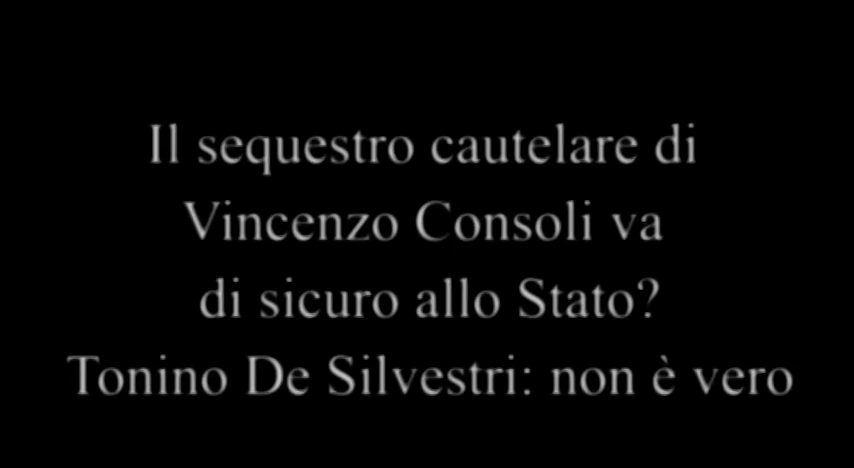 Il sequestro cautelare di
Vincenzo Consoli va
di sicuro allo Stato?
Tonino De Silvestri: non è vero